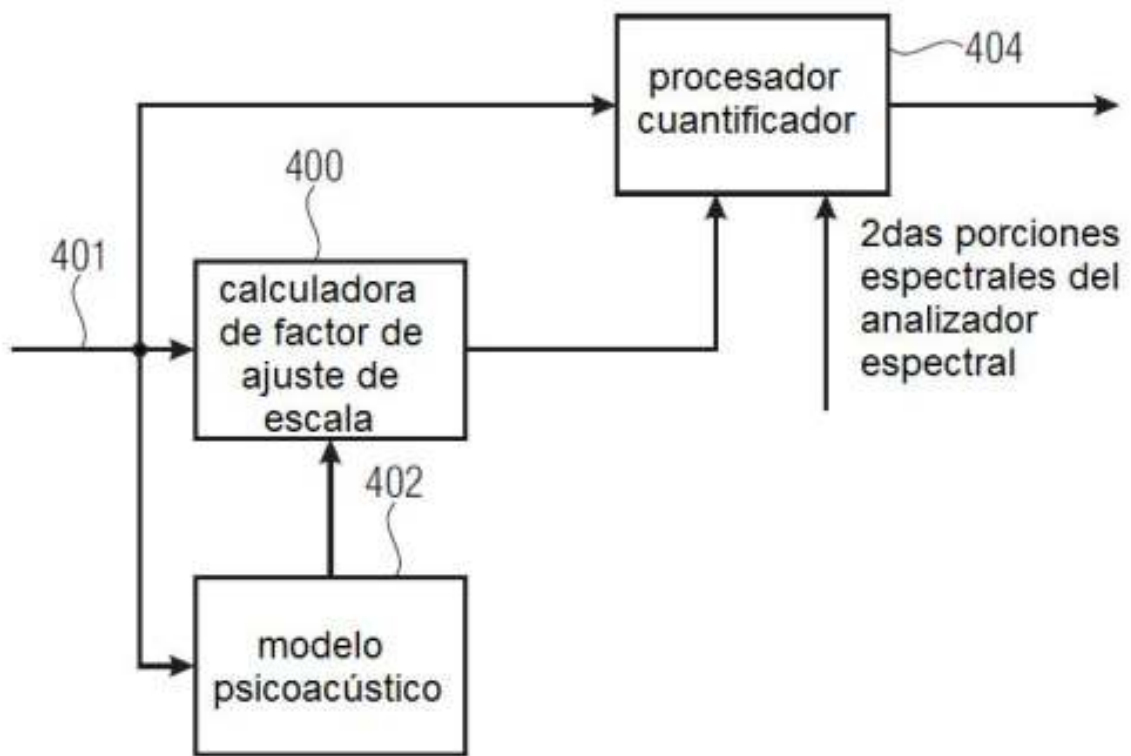 404
procesador
cuantificador
400
401
calculadora
de factor de
ajuste de
escala
2das porciones
espectrales del
analizador
espectral
402
modelo
psicoacústico